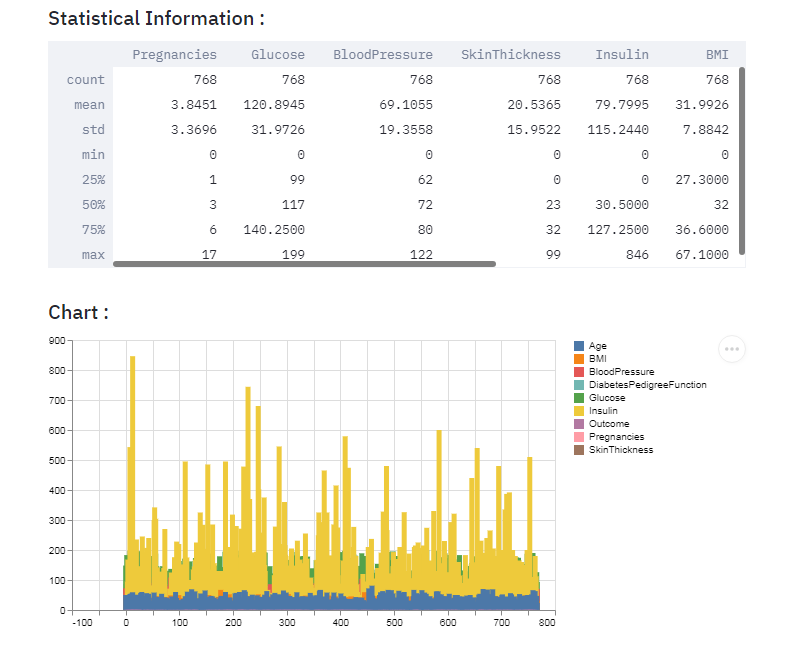 Statistical Information :
Pregnancies Glucose BloodPressure SkinThickness Insulin BMI
count 768 768 768 768 768 768
mean 3.8451 120.8945 69.1055 20.5365 79.7995 31.9926
std 3.3696 31.9726 19.3558 15.9522 115.2440 7.8842
min 0 0 0 0 0 0
25% 1 99 62 0 0 27.3000
50% 3 117 72 23 30.5000 32
75% 6 140.2500 80 32 127.2500 36.6000
max 17 199 122 99 846 67.1000
Chart :
900
800
700
600
500
400
300
200
100
0
-100 0 100 200 300 400 500 600 700 800
Age
BMI
BloodPressure
DiabetesPedigreeFunction
Glucose
Insulin
Outcome
Pregnancies
SkinThickness